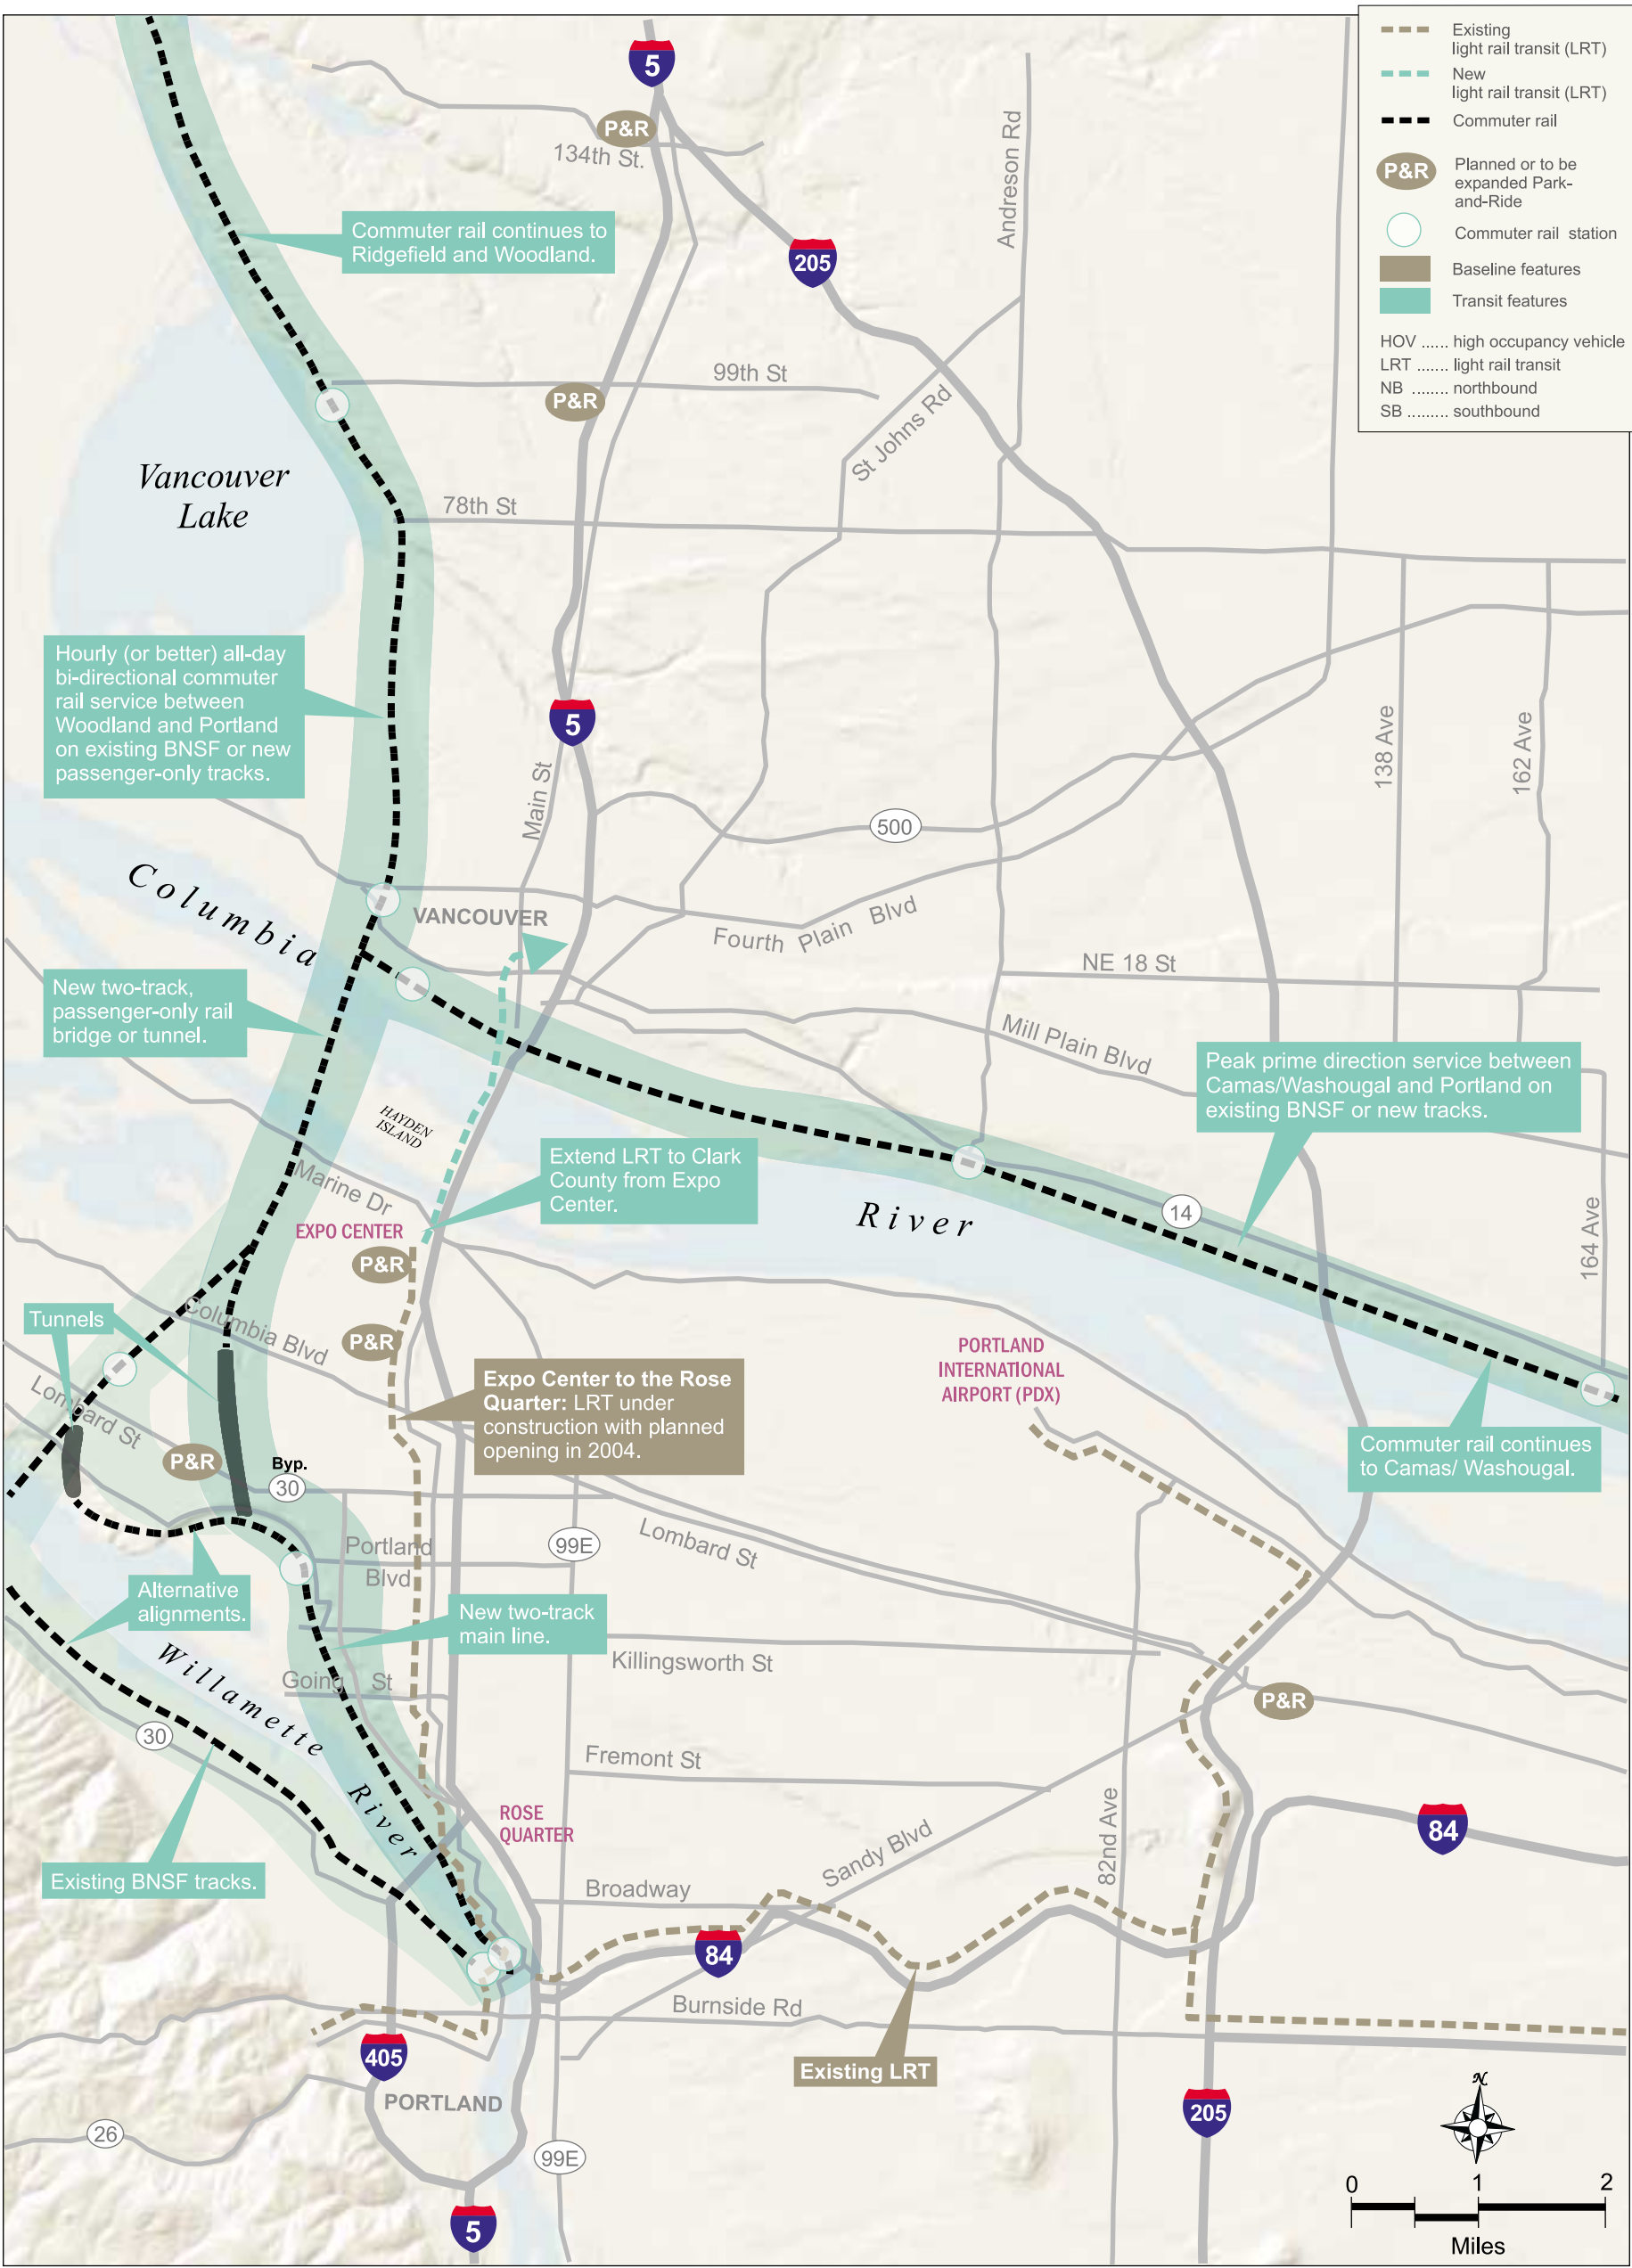 Existing
light rail transit (LRT)
New
light rail transit (LRT)
Commuter rail
P&R
Planned or to be
expanded Park-
and-Ride
Commuter rail station
Baseline features
Transit features
HOV ...... high occupancy vehicle
LRT ....... light rail transit
NB ........ northbound
SB ........ southbound
5
P&R
134th St.
Andreson Rd
Commuter rail continues to
Ridgefield and Woodland.
205
99th St
P&R
St Johns Rd
Vancouver
Lake
78th St
Hourly (or better) all-day
bi-directional commuter
rail service between
Woodland and Portland
on existing BNSF or new
passenger-only tracks.
5
138 Ave
162 Ave
Main St
500
Columbia
VANCOUVER
Fourth Plain Blvd
NE 18 St
New two-track,
passenger-only rail
bridge or tunnel.
Mill Plain Blvd
Peak prime direction service between
Camas/Washougal and Portland on
existing BNSF or new tracks.
HAYDEN
ISLAND
Extend LRT to Clark
County from Expo
Center.
Marine Dr
EXPO CENTER
River
14
164 Ave
P&R
Tunnels
Columbia Blvd
P&R
PORTLAND
INTERNATIONAL
AIRPORT (PDX)
Expo Center to the Rose
Quarter: LRT under
construction with planned
opening in 2004.
Lombard St
Commuter rail continues
to Camas/ Washougal.
P&R
Byp.
30
99E
Lombard St
Portland
Blvd
Alternative
alignments.
New two-track
main line.
Killingsworth St
Willamette
Going St
P&R
30
Fremont St
River
ROSE
QUARTER
82nd Ave
84
Sandy Blvd
Existing BNSF tracks.
Broadway
84
Burnside Rd
405
Existing LRT
PORTLAND
205
N
26
99E
0 1 2
Miles
5